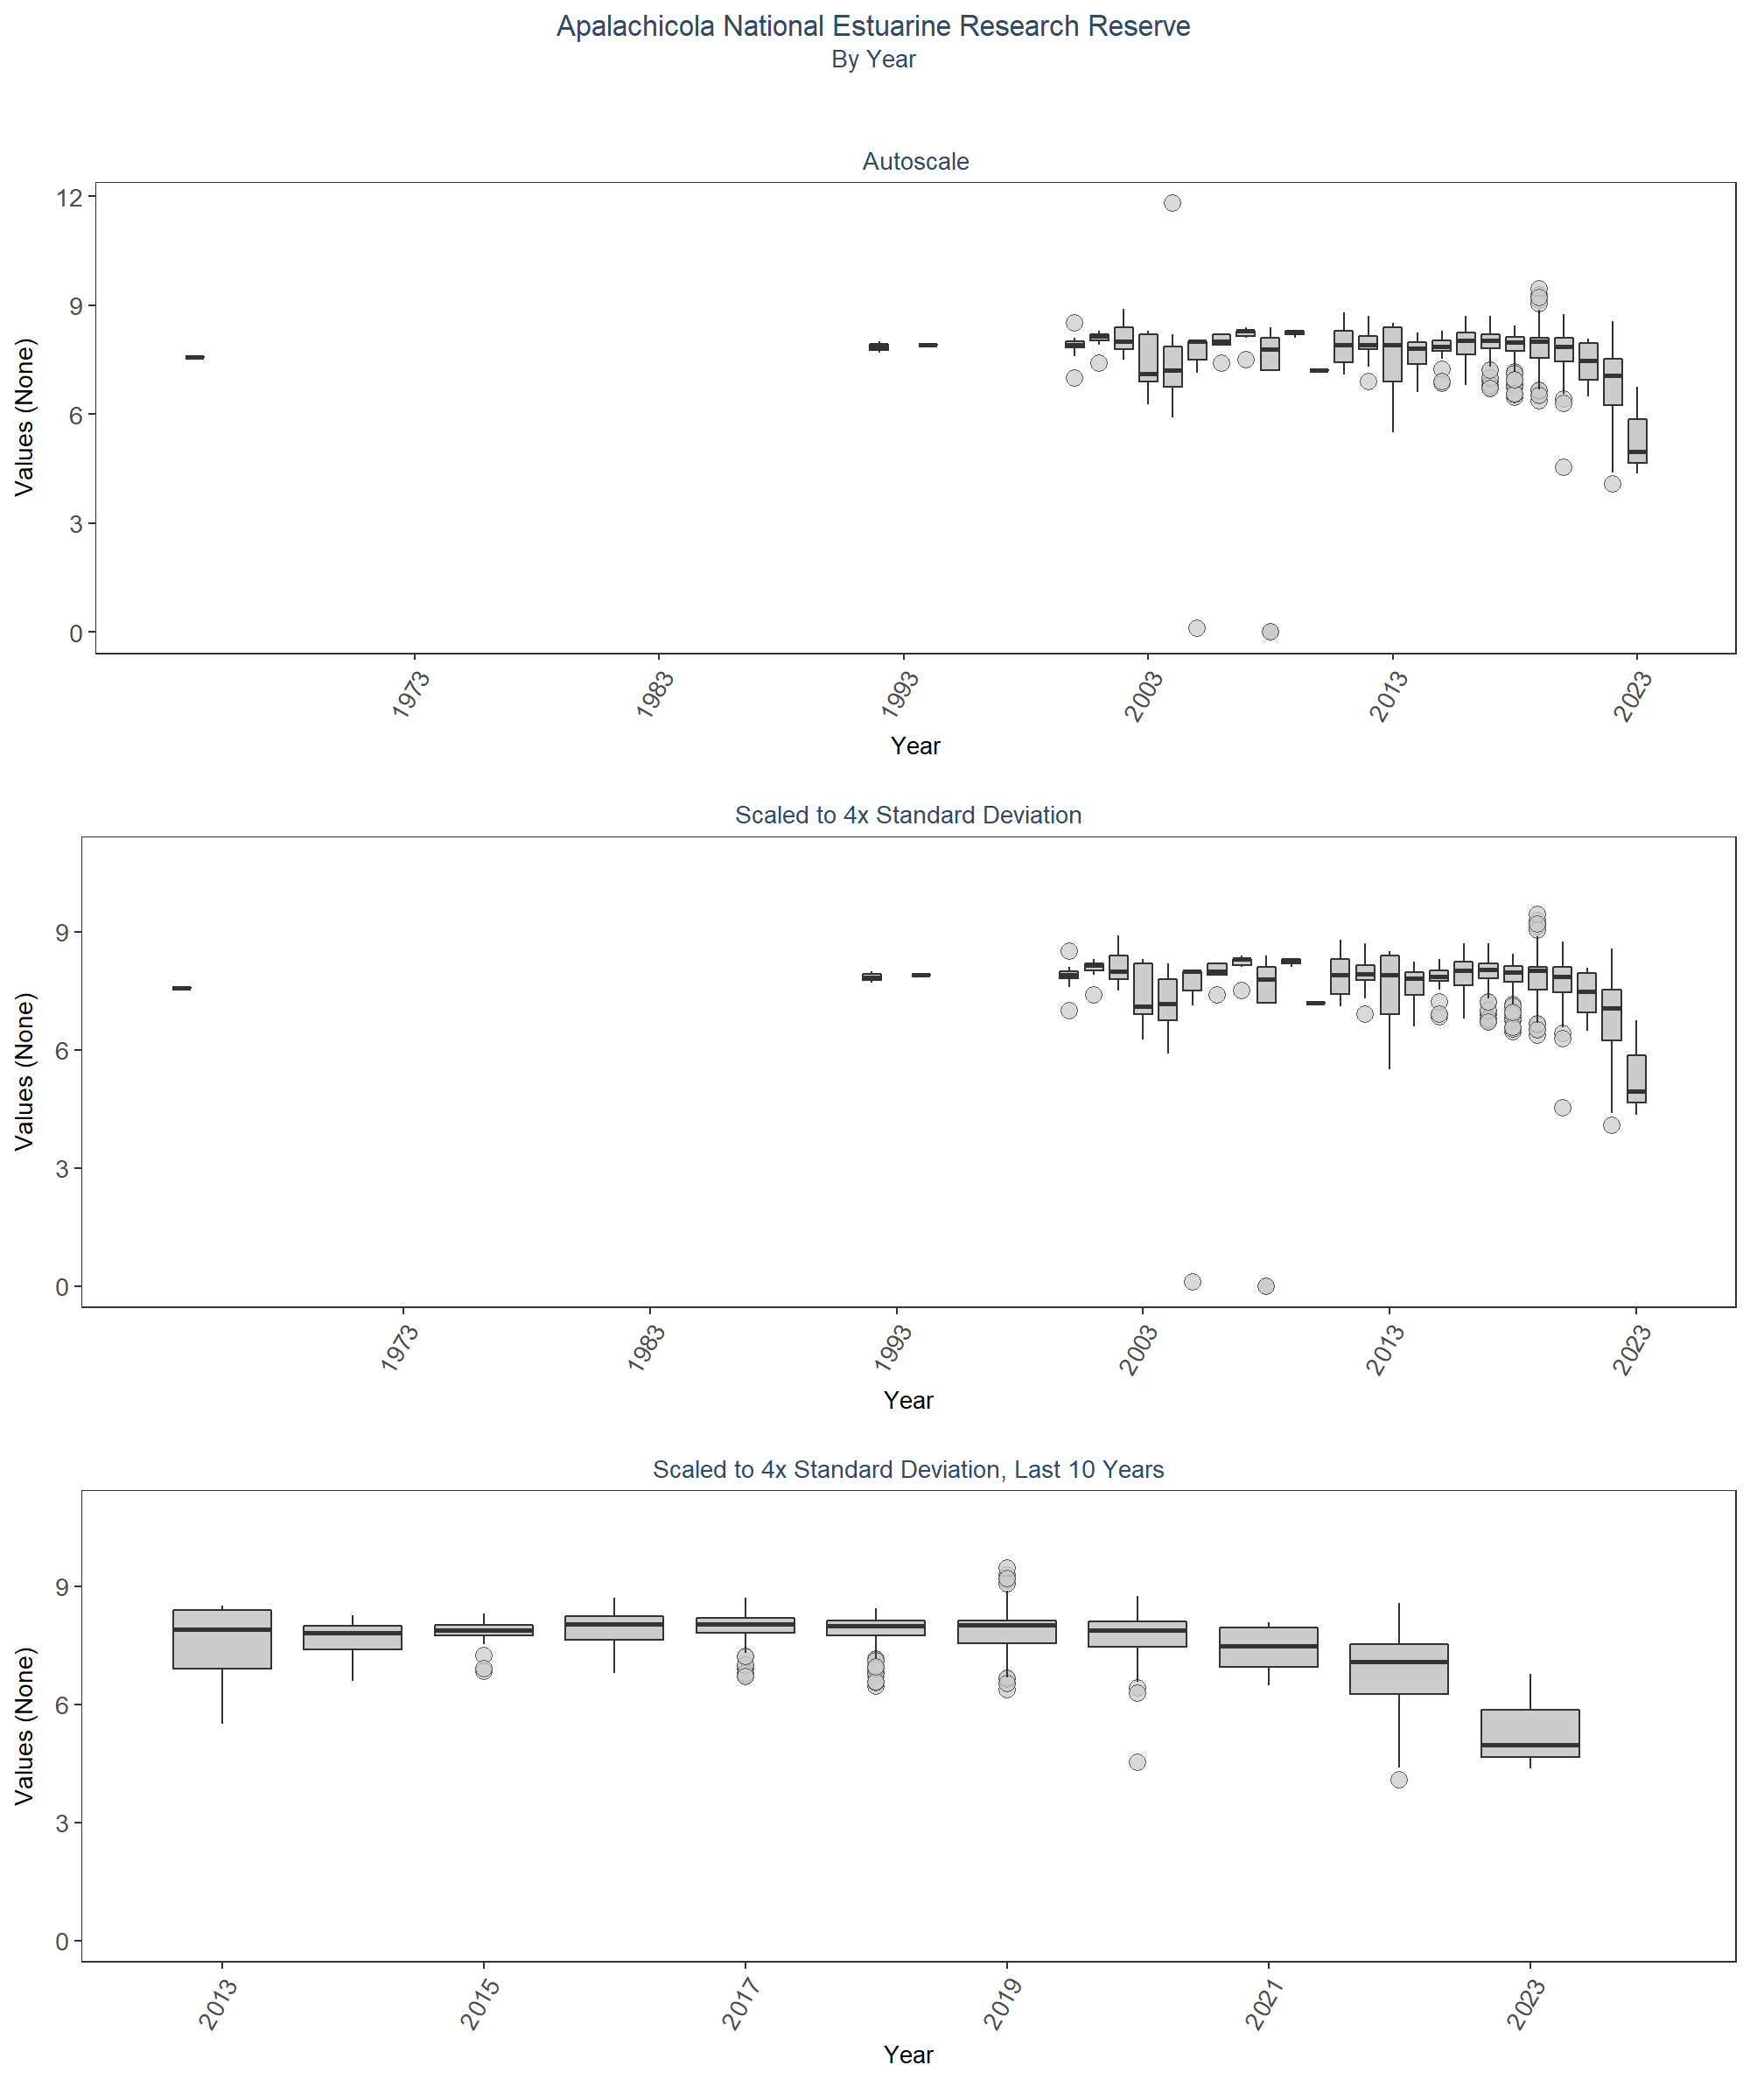 Apalachicola National Estuarine Research Reserve
By Year
Autoscale
12
9
6
3
0
Values (None)
1973
1983
1993
2003
2013
2023
Year
Scaled to 4x Standard Deviation
9
6
3
0
Values (None)
1973
1983
1993
2003
2013
2023
Year
Scaled to 4x Standard Deviation, Last 10 Years
9
6
3
0
Values (None)
2013
2015
2017
2019
2021
2023
Year